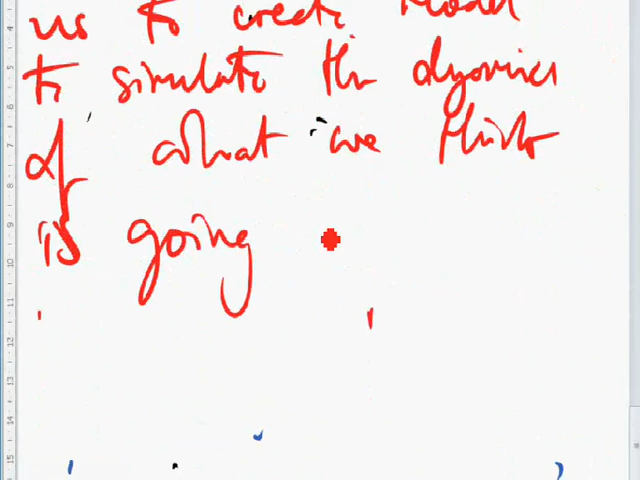 us to create model
to simulate the dynamics
of what we think
is going